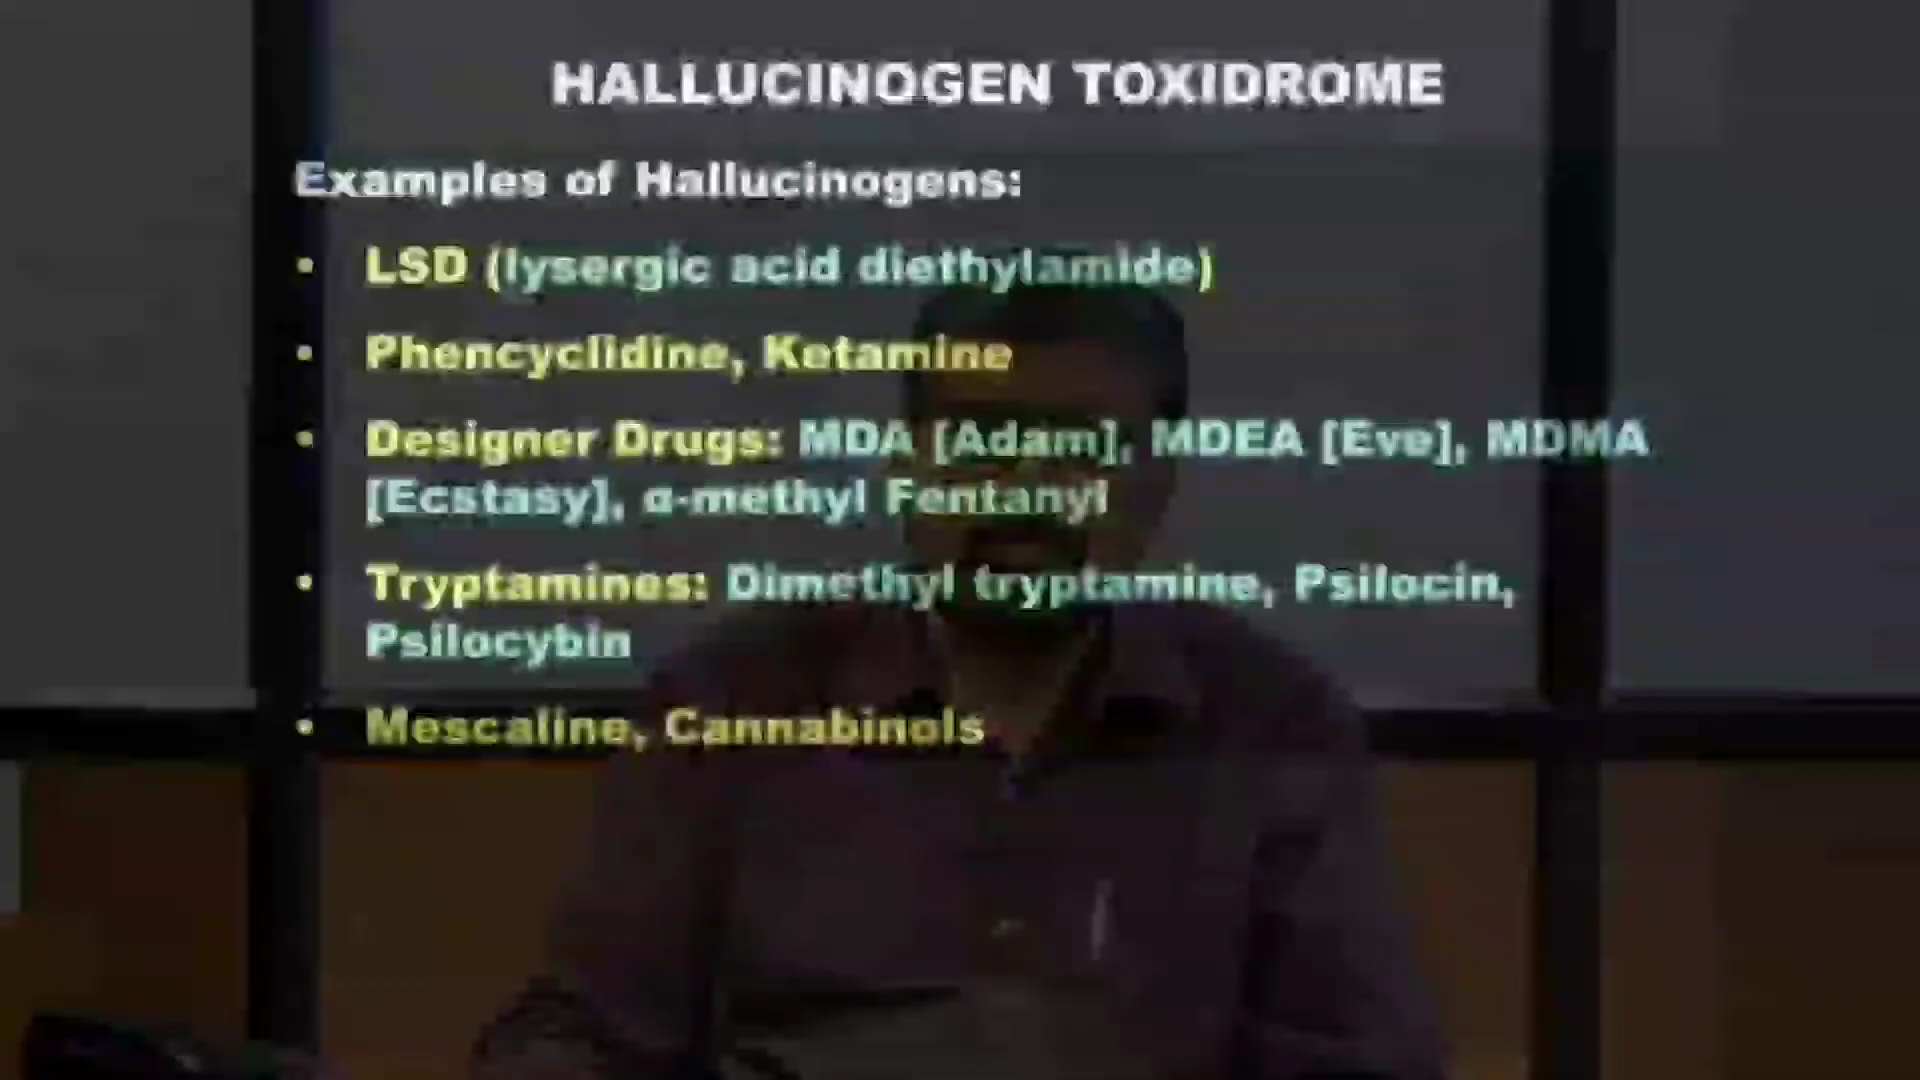 HALLUCINOGEN TOXIDROME
Examples of Hallucinogens:
• LSD (lysergic acid diethylamide)
• Phencyclidine, Ketamine
• Designer Drugs: MDA [Adam], MDEA [Eve], MDMA
[Ecstasy], α-methyl Fentanyl
• Tryptamines: Dimethyl tryptamine, Psilocin,
Psilocybin
• Mescaline, Cannabinols